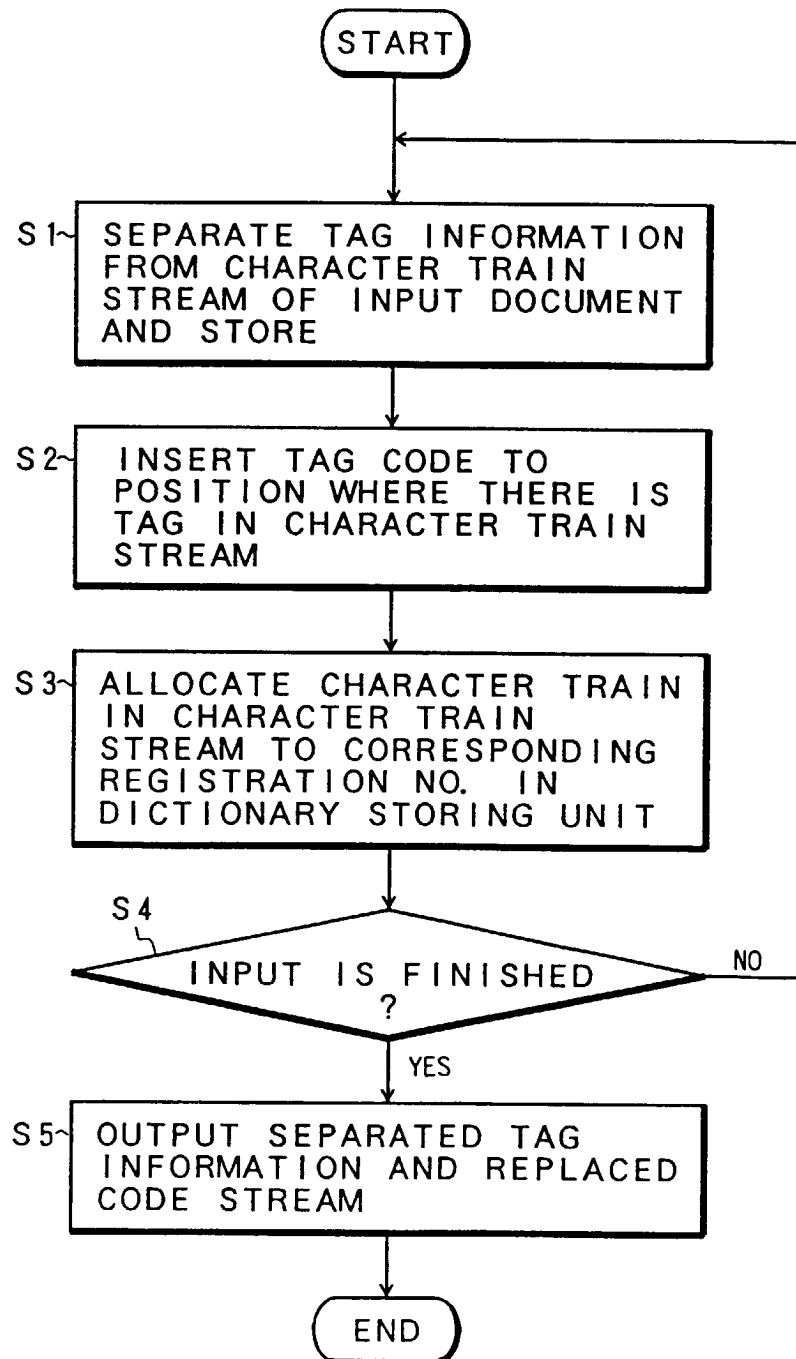 START
S1
SEPARATE TAG INFORMATION
FROM CHARACTER TRAIN
STREAM OF INPUT DOCUMENT
AND STORE
S2
INSERT TAG CODE TO
POSITION WHERE THERE IS
TAG IN CHARACTER TRAIN
STREAM
S3
ALLOCATE CHARACTER TRAIN
IN CHARACTER TRAIN
STREAM TO CORRESPONDING
REGISTRATION NO. IN
DICTIONARY STORING UNIT
S4
INPUT IS FINISHED
?
NO
YES
S5
OUTPUT SEPARATED TAG
INFORMATION AND REPLACED
CODE STREAM
END